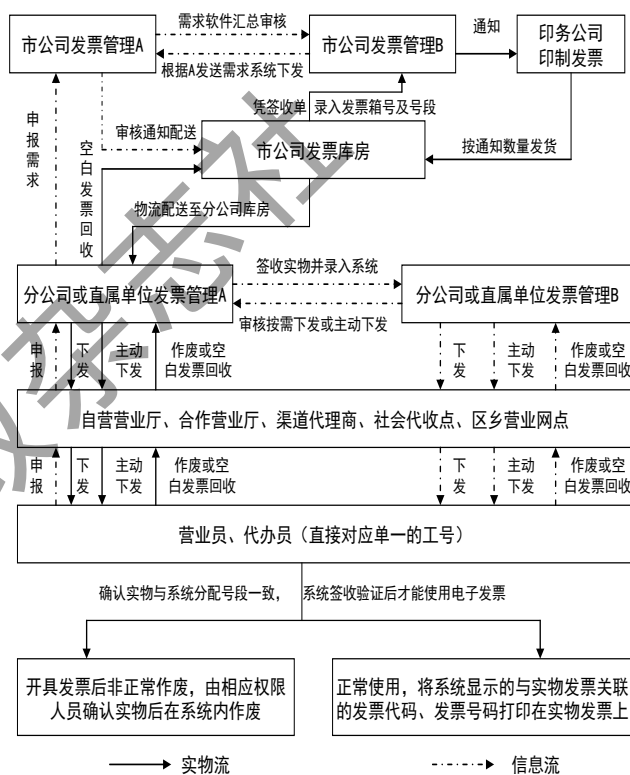 市公司发票管理A
需求软件汇总审核
根据A发送需求系统下发
市公司发票管理B
通知
印务公司
印制发票
申报需求
空白发票回收
审核通知配送
凭签收单 录入发票箱号及号段
市公司发票库房
按通知数量发货
物流配送至分公司库房
分公司或直属单位发票管理A
签收实物并录入系统
审核按需下发或主动下发
分公司或直属单位发票管理B
申报
下发
主动
下发
作废或空
白发票回收
下发
主动
下发
作废或空
白发票回收
自营营业厅、合作营业厅、渠道代理商、社会代收点、区乡营业网点
申报
下发
主动
下发
作废或空
白发票回收
下发
主动
下发
作废或空
白发票回收
营业员、代办员（直接对应单一的工号）
确认实物与系统分配号段一致， 系统签收验证后才能使用电子发票
开具发票后非正常作废，由相应权限
人员确认实物后在系统内作废
正常使用，将系统显示的与实物发票关联
的发票代码、发票号码打印在实物发票上
实物流
信息流
杂志社